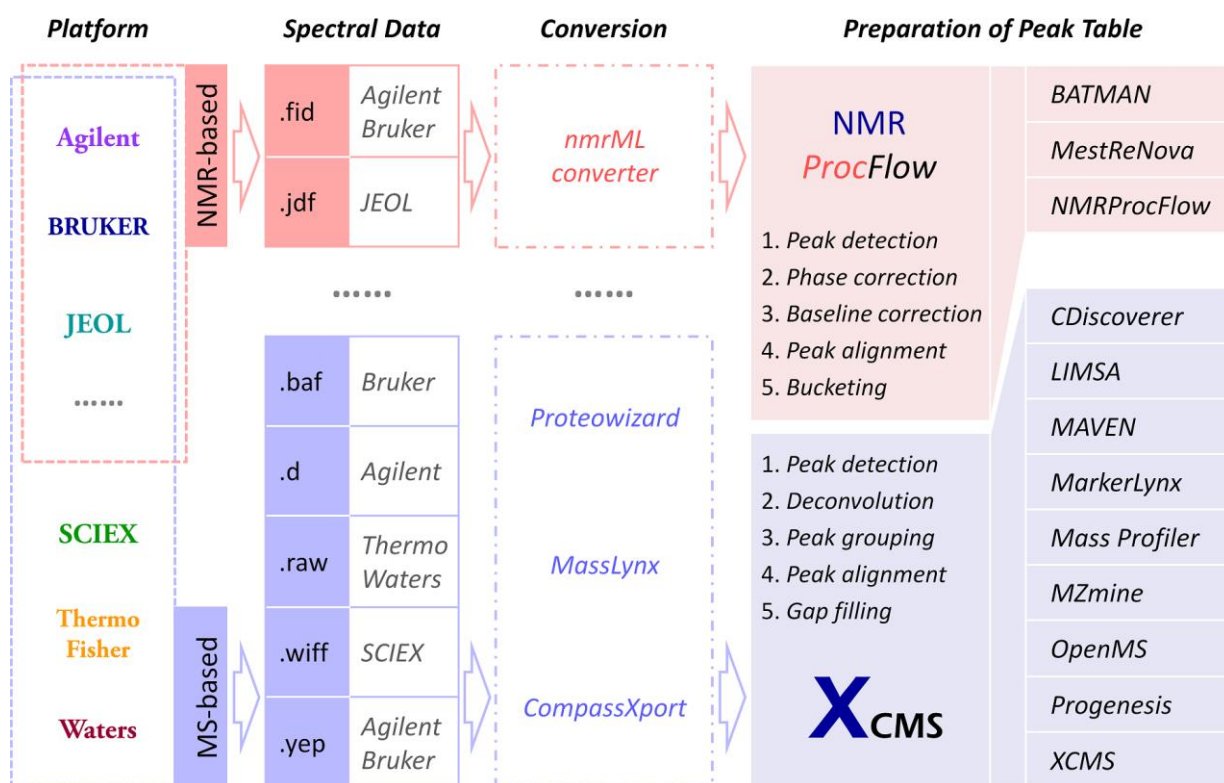 Platform
Spectral Data
Conversion
Preparation of Peak Table
Agilent
BRUKER
JEOL
......
SCIEX
Thermo
Fisher
Waters
NMR-based
MS-based
.fid
Agilent
Bruker
.jdf
JEOL
......
.baf
Bruker
.d
Agilent
.raw
Thermo
Waters
.wiff
SCIEX
.yep
Agilent
Bruker
nmrML
converter
......
Proteowizard
MassLynx
CompassXport
NMR
ProcFlow
1. Peak detection
2. Phase correction
3. Baseline correction
4. Peak alignment
5. Bucketing
1. Peak detection
2. Deconvolution
3. Peak grouping
4. Peak alignment
5. Gap filling
XCMS
BATMAN
MestReNova
NMRProcFlow
CDiscoverer
LIMSA
MAVEN
MarkerLynx
Mass Profiler
MZmine
OpenMS
Progenesis
XCMS